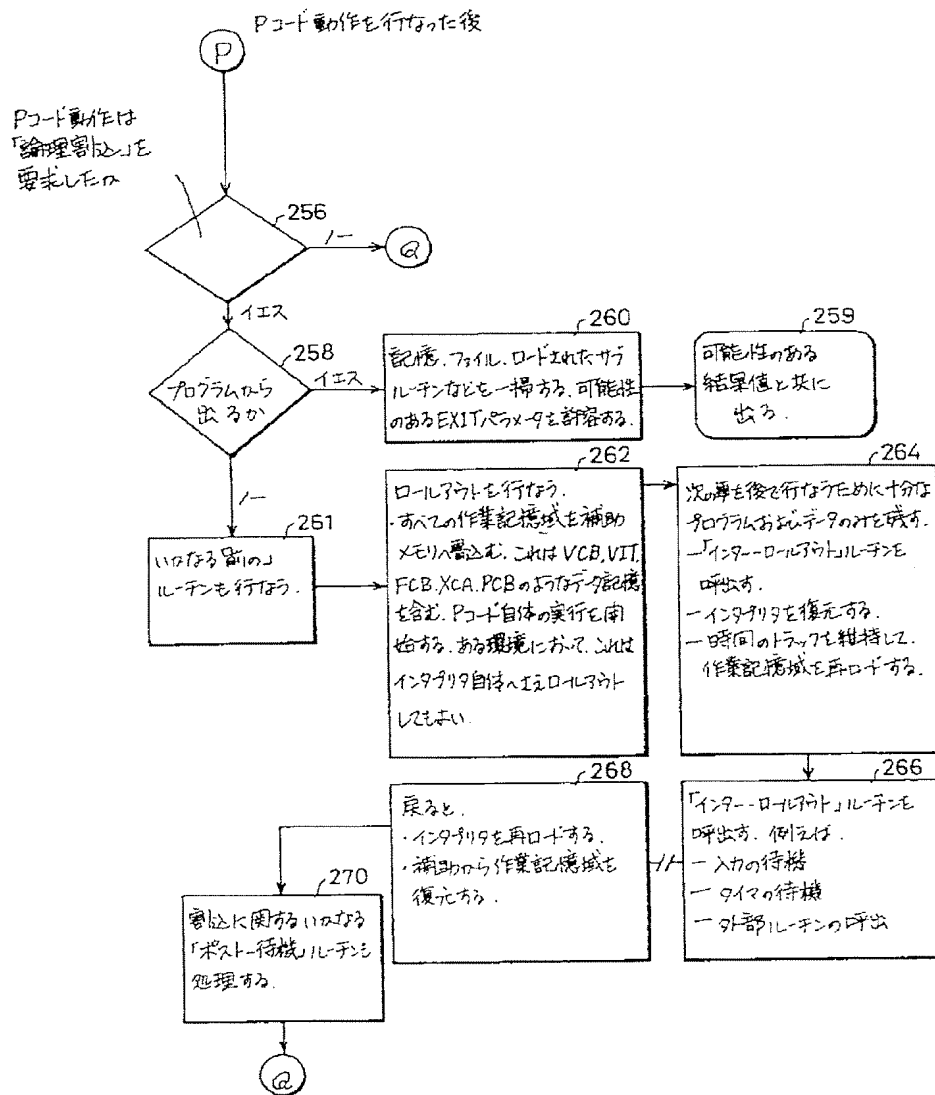 Pコード動作を行なった後
P
Pコード動作は
「論理割込」を
要求したか
256
ノー
Q
イエス
258
プログラムから
出るか
イエス
260
記憶、ファイル、ロードされたサブ
ルーチンなどを一掃する、可能性
のあるEXITパラメータを許容する.
259
可能性のある
結果値と共に
出る.
ノー
261
いかなる「前の」
ルーチンも行なう.
262
ロールアウトを行なう.
・すべての作業記憶域を補助
メモリへ書込む、これはVCB,VIT,
FCB,XCA,PCBのようなデータ記憶
を含む、Pコード自体の実行を開
始する、ある環境において、これは
インタプリタ自体へさえロールアウト
してもよい.
264
次の事を後で行なうために十分な
プログラムおよびデータのみを残す.
―「インター-ロールアウト」ルーチンを
呼出す.
―インタプリタを復元する.
―時間のトラックを維持して
作業記憶域を再ロードする.
266
「インター-ロールアウト」ルーチンを
呼出す、例えば、
―入力の待機
―タイマの待機
―外部ルーチンの呼出
268
戻ると、
・インタプリタを再ロードする.
・補助から作業記憶域を
復元する.
270
割込に関するいかなる
「ポスト-待機」ルーチンも
処理する.
Q